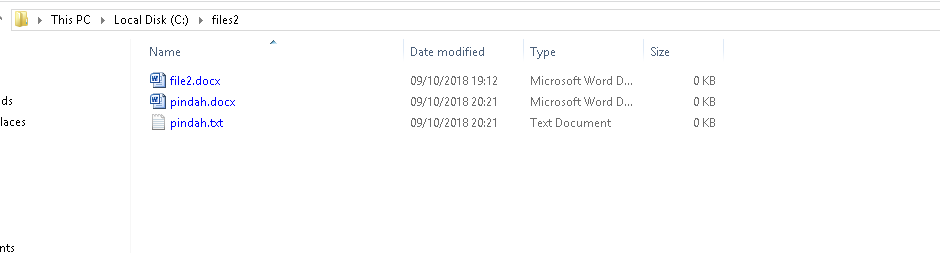 This PC Local Disk (C:) files2
Name Date modified Type Size
file2.docx 09/10/2018 19:12 Microsoft Word D... 0 KB
ds pindah.docx 09/10/2018 20:21 Microsoft Word D... 0 KB
laces pindah.txt 09/10/2018 20:21 Text Document 0 KB
nts